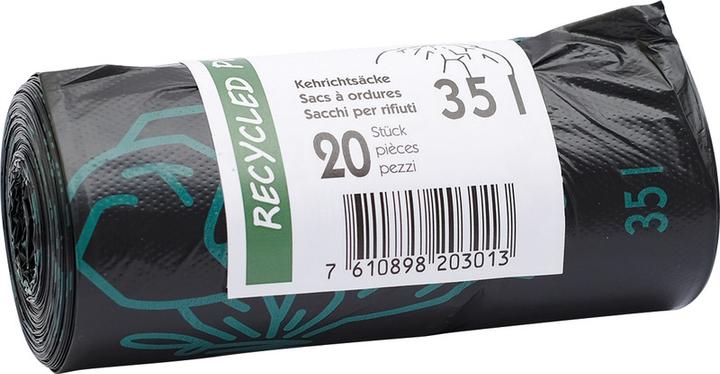 RECYCLED
Kehrichtsäcke
Sacs à ordures
Sacchi per rifiuti
35 l
20
Stück
pièces
pezzi
7 610898 203013
35 l